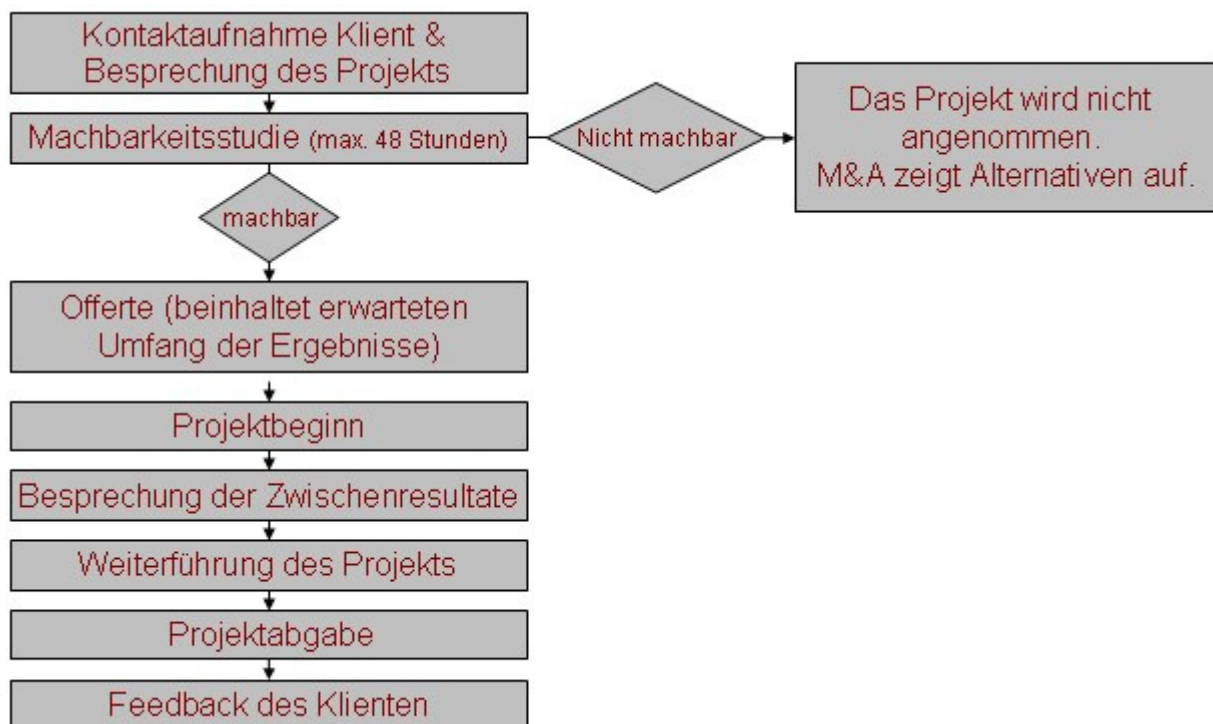 Kontaktaufnahme Klient &
Besprechung des Projekts
Machbarkeitsstudie (max. 48 Stunden)
Nicht machbar
Das Projekt wird nicht
angenommen.
M&A zeigt Alternativen auf.
machbar
Offerte (beinhaltet erwarteten
Umfang der Ergebnisse)
Projektbeginn
Besprechung der Zwischenresultate
Weiterführung des Projekts
Projektabgabe
Feedback des Klienten